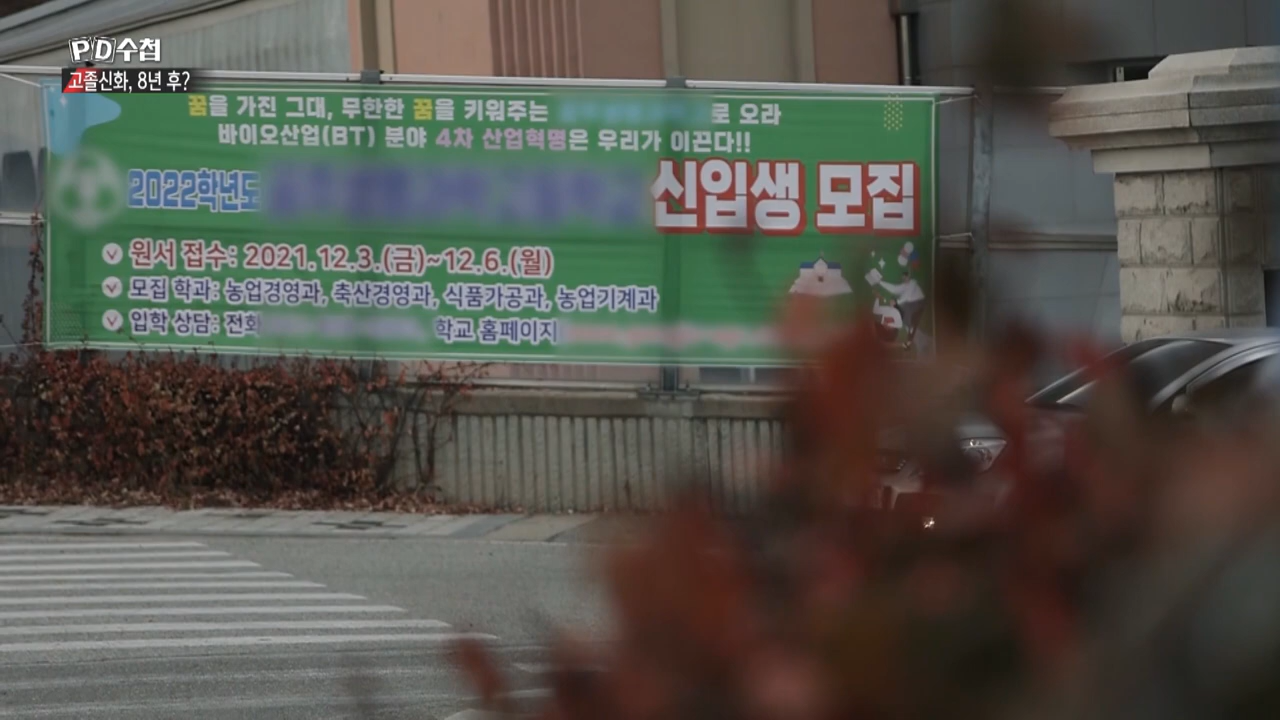 PD수첩
고졸신화, 8년 후?
꿈을 가진 그대, 무한한 꿈을 키워주는 로 오라
바이오산업(BT) 분야 4차 산업혁명은 우리가 이끈다!!
2022학년도 신입생 모집
원서 접수: 2021.12.3.(금)~12.6.(월)
모집 학과: 농업경영과, 축산경영과, 식품가공과, 농업기계과
입학 상담: 전화 학교 홈페이지